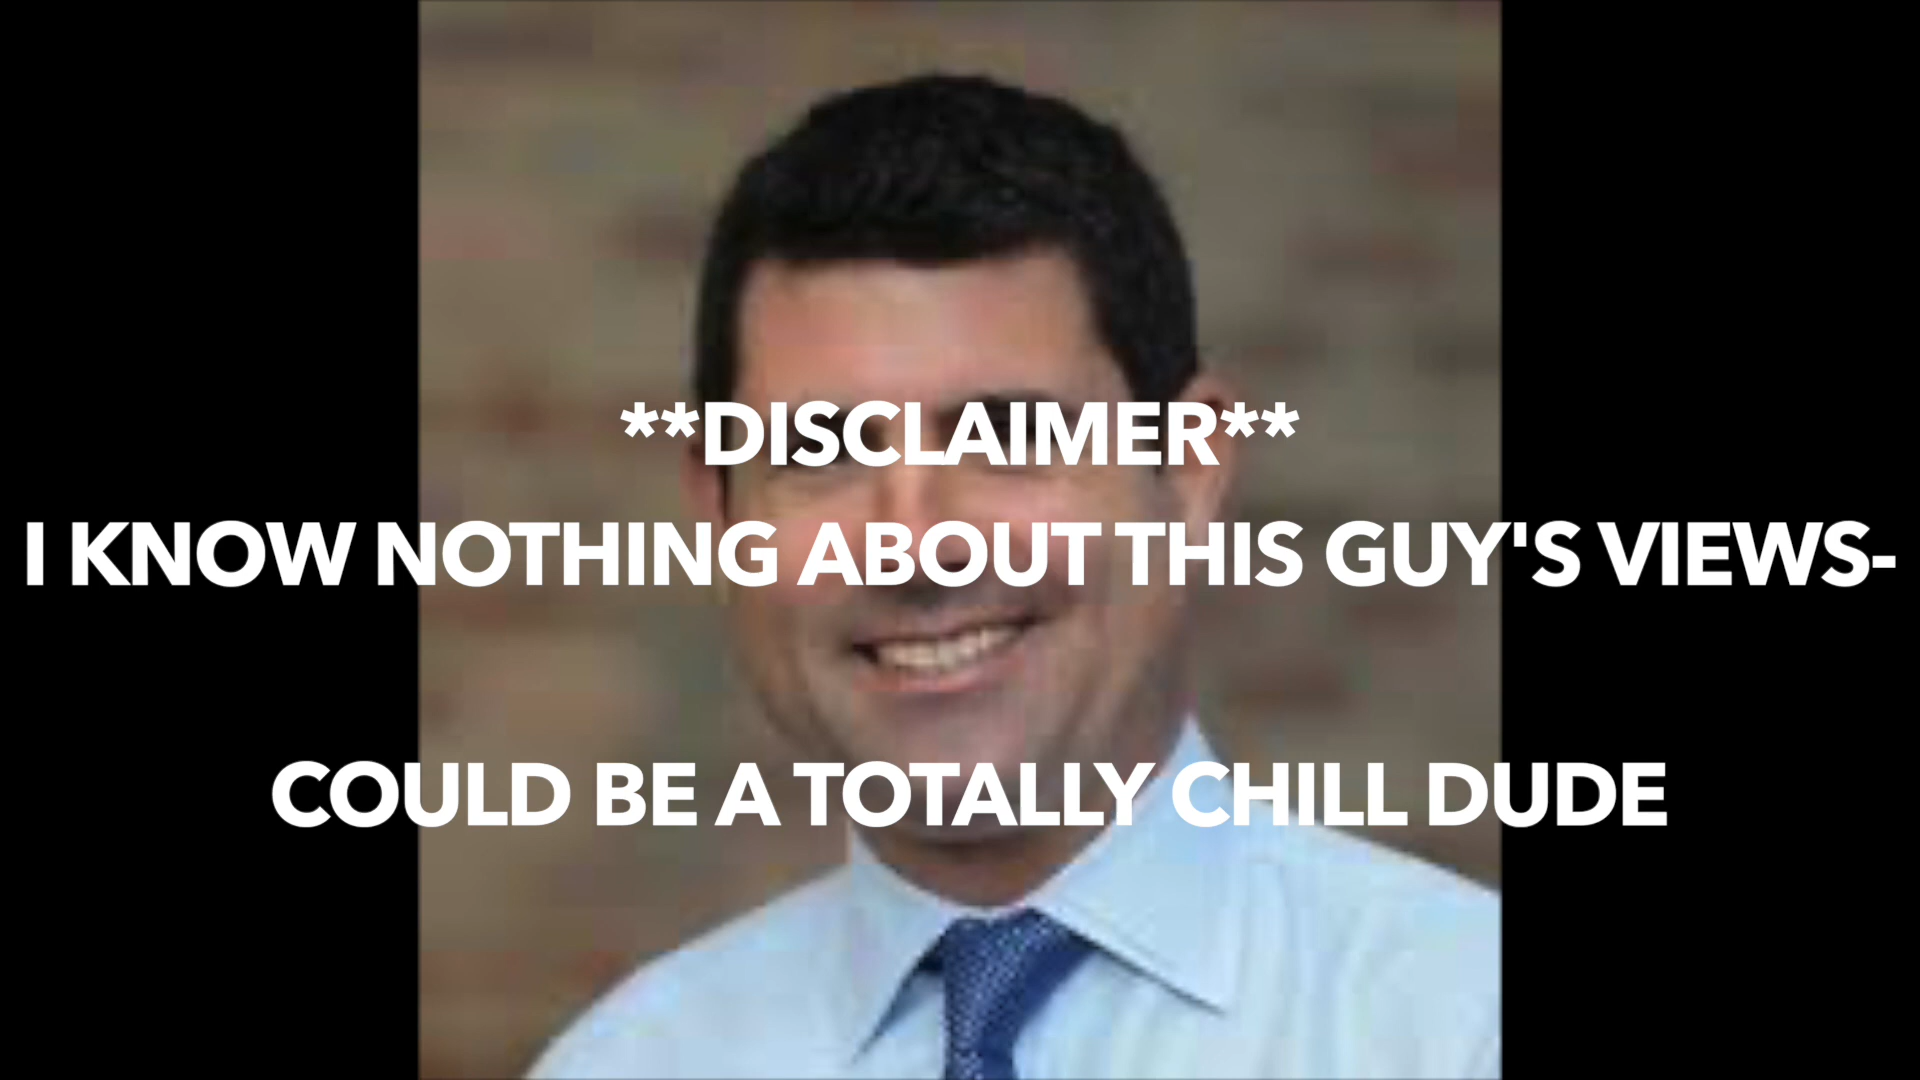 **DISCLAIMER**
I KNOW NOTHING ABOUT THIS GUY'S VIEWS-
COULD BE A TOTALLY CHILL DUDE